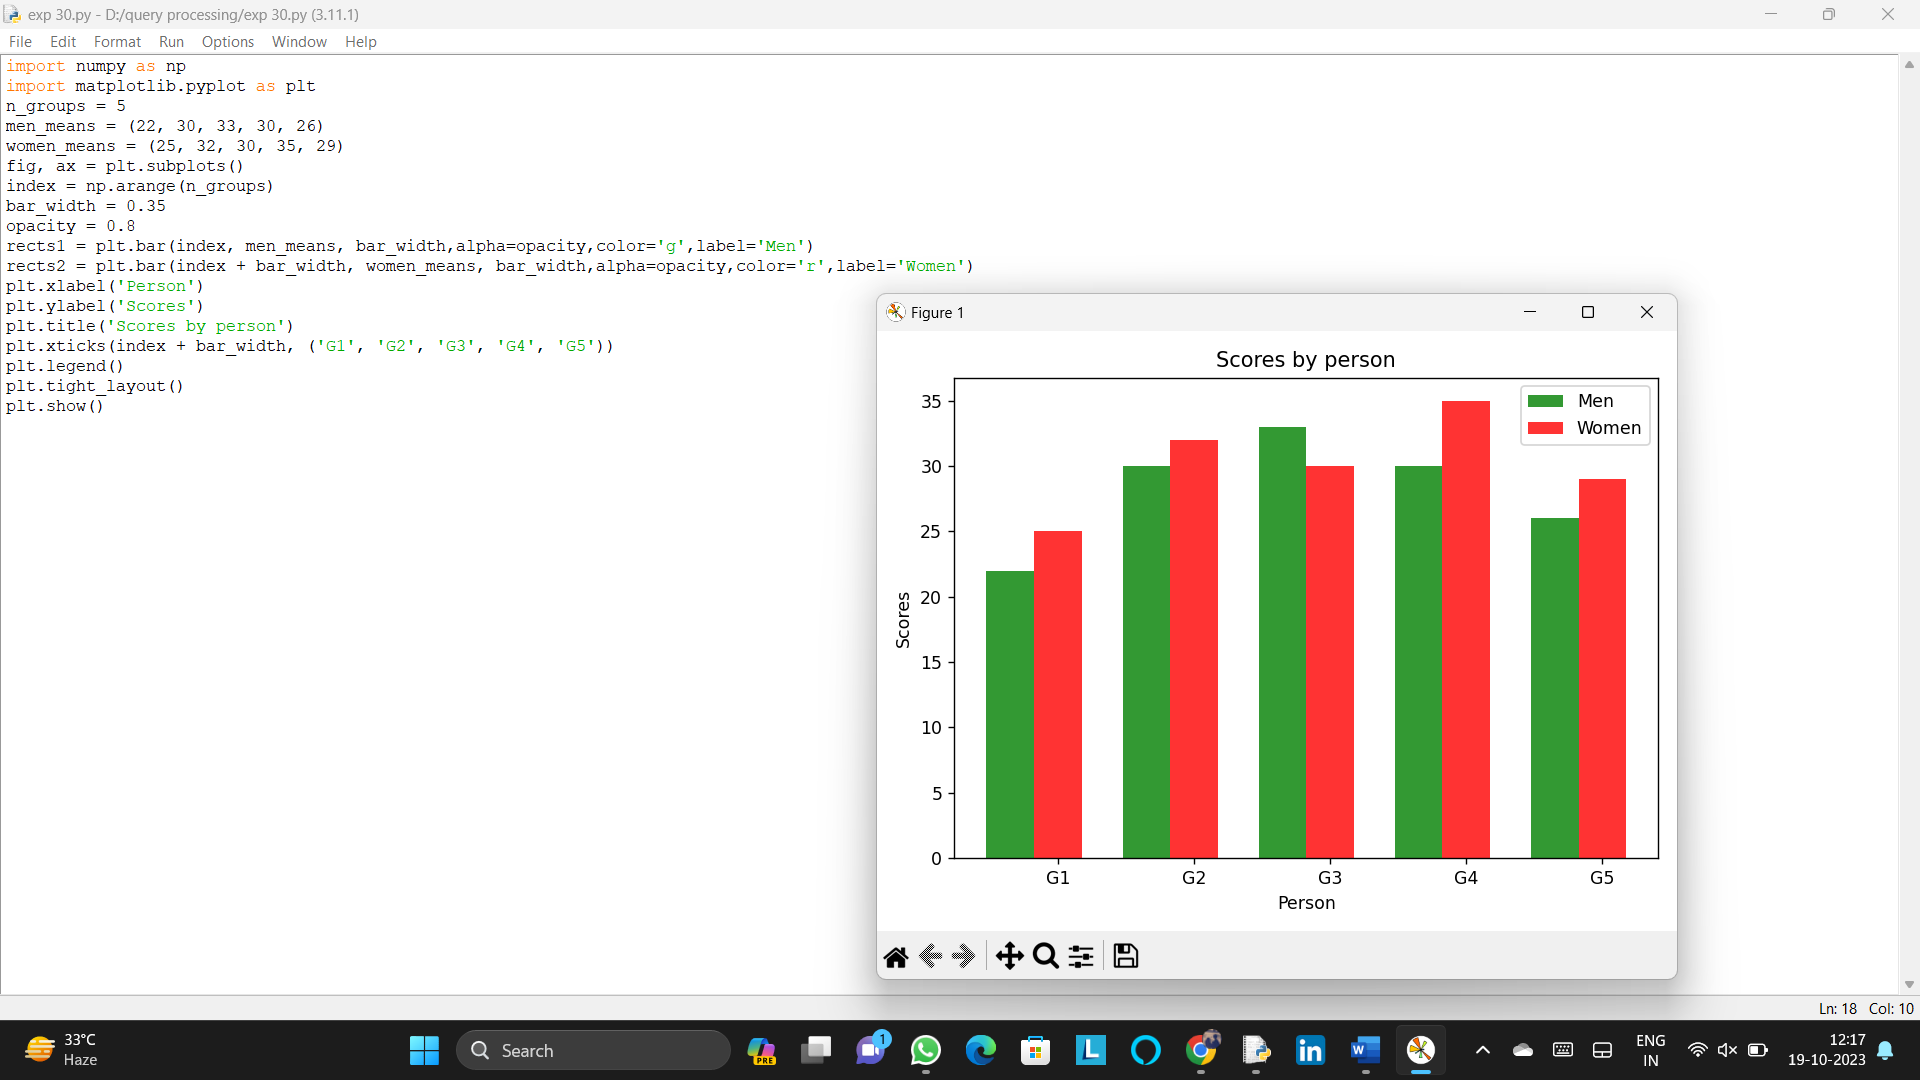 exp 30.py - D:/query processing/exp 30.py (3.11.1)
File Edit Format Run Options Window Help
import numpy as np
import matplotlib.pyplot as plt
n_groups = 5
men_means = (22, 30, 33, 30, 26)
women_means = (25, 32, 30, 35, 29)
fig, ax = plt.subplots()
index = np.arange(n_groups)
bar_width = 0.35
opacity = 0.8
rects1 = plt.bar(index, men_means, bar_width,alpha=opacity,color='g',label='Men')
rects2 = plt.bar(index + bar_width, women_means, bar_width,alpha=opacity,color='r',label='Women')
plt.xlabel('Person')
plt.ylabel('Scores')
plt.title('Scores by person')
plt.xticks(index + bar_width, ('G1', 'G2', 'G3', 'G4', 'G5'))
plt.legend()
plt.tight_layout()
plt.show()
Figure 1
Scores by person
Men
Women
35
30
25
20
15
10
5
0
Scores
G1 G2 G3 G4 G5
Person
Ln: 18 Col: 10
33°C
Haze
Search
PRE
1
L
in
W
ENG
IN
12:17
19-10-2023